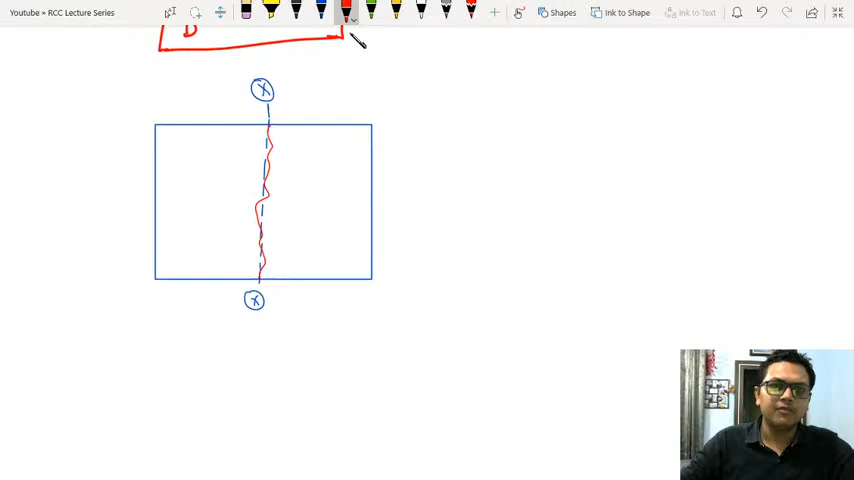 Youtube » RCC Lecture Series
Shapes
Ink to Shape
Ink to Text
D
X
X